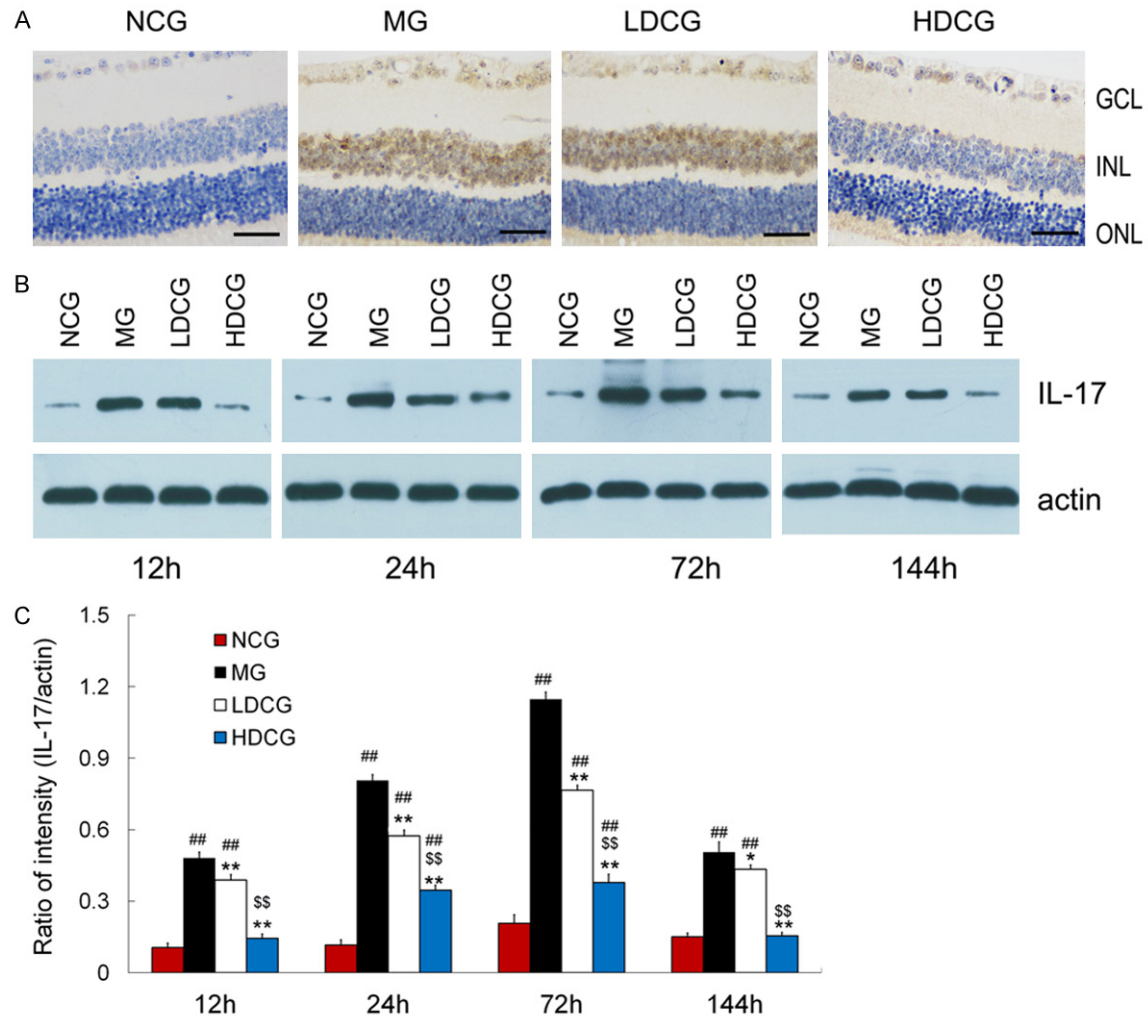 A
NCG MG LDCG HDCG
GCL
INL
ONL
B
NCG MG LDCG HDCG NCG MG LDCG HDCG NCG MG LDCG HDCG NCG MG LDCG HDCG
IL-17
actin
12h 24h 72h 144h
C
Ratio of intensity (IL-17/actin)
1.5
1.2
0.9
0.6
0.3
0
NCG
MG
LDCG
HDCG
## ## ** $$ **
## ## ** ## $$ **
## ## ** ## $$ **
## ## * $$ **
12h 24h 72h 144h